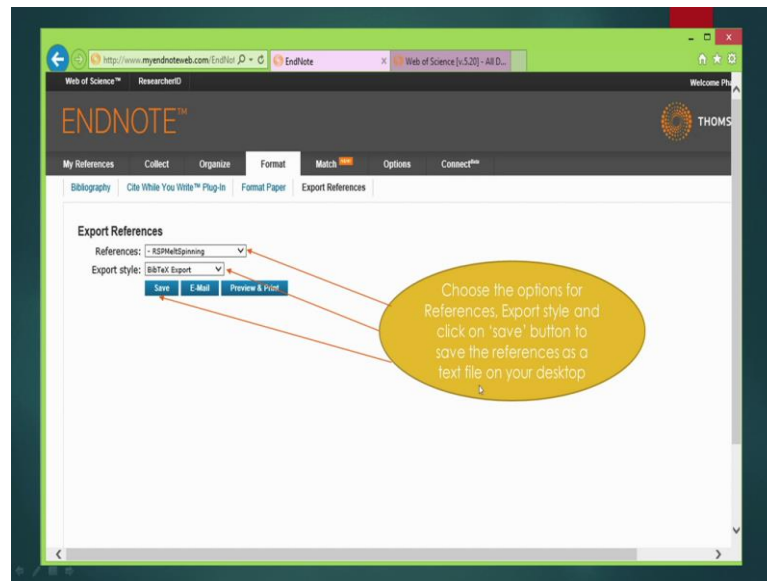 http://www.myendnoteweb.com/EndNot
EndNote
Web of Science [v.5.20] - All D...
Web of Science™ ResearcherID
Welcome Pha
ENDNOTE™
THOMS
My References Collect Organize Format Match NEW Options Connect Beta
Bibliography Cite While You Write™ Plug-In Format Paper Export References
Export References
References: - RSPMeltSpinning
Export style: BibTeX Export
Save E-Mail Preview & Print
Choose the options for
References, Export style and
click on 'save' button to
save the references as a
text file on your desktop